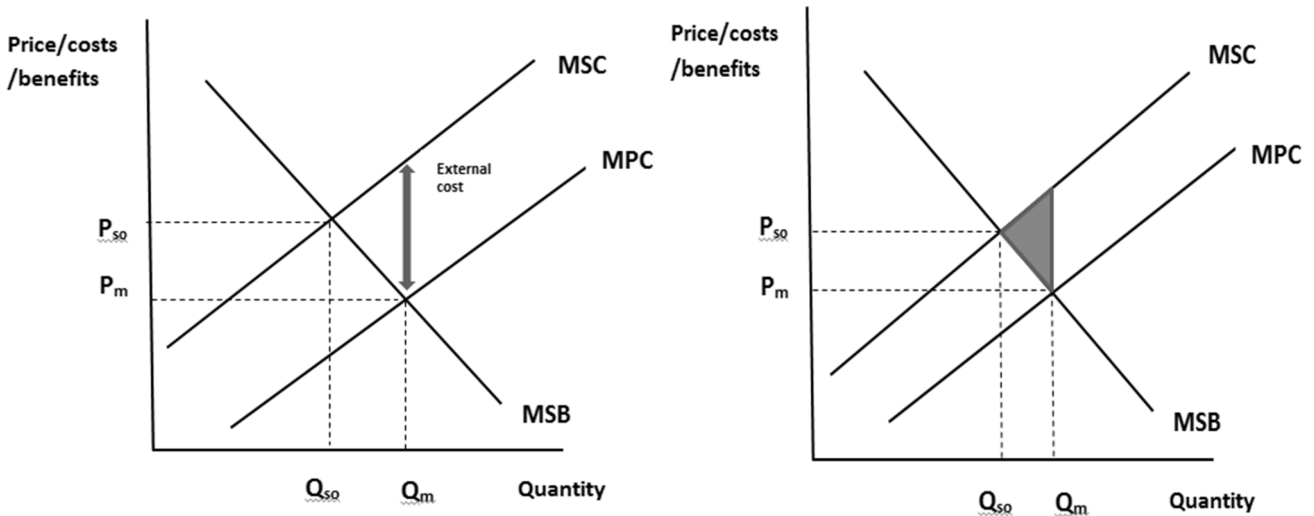 Price/costs
/benefits
MSC
External
cost
MPC
Pso
Pm
MSB
Qso
Qm
Quantity
Price/costs
/benefits
MSC
MPC
Pso
Pm
MSB
Qso
Qm
Quantity